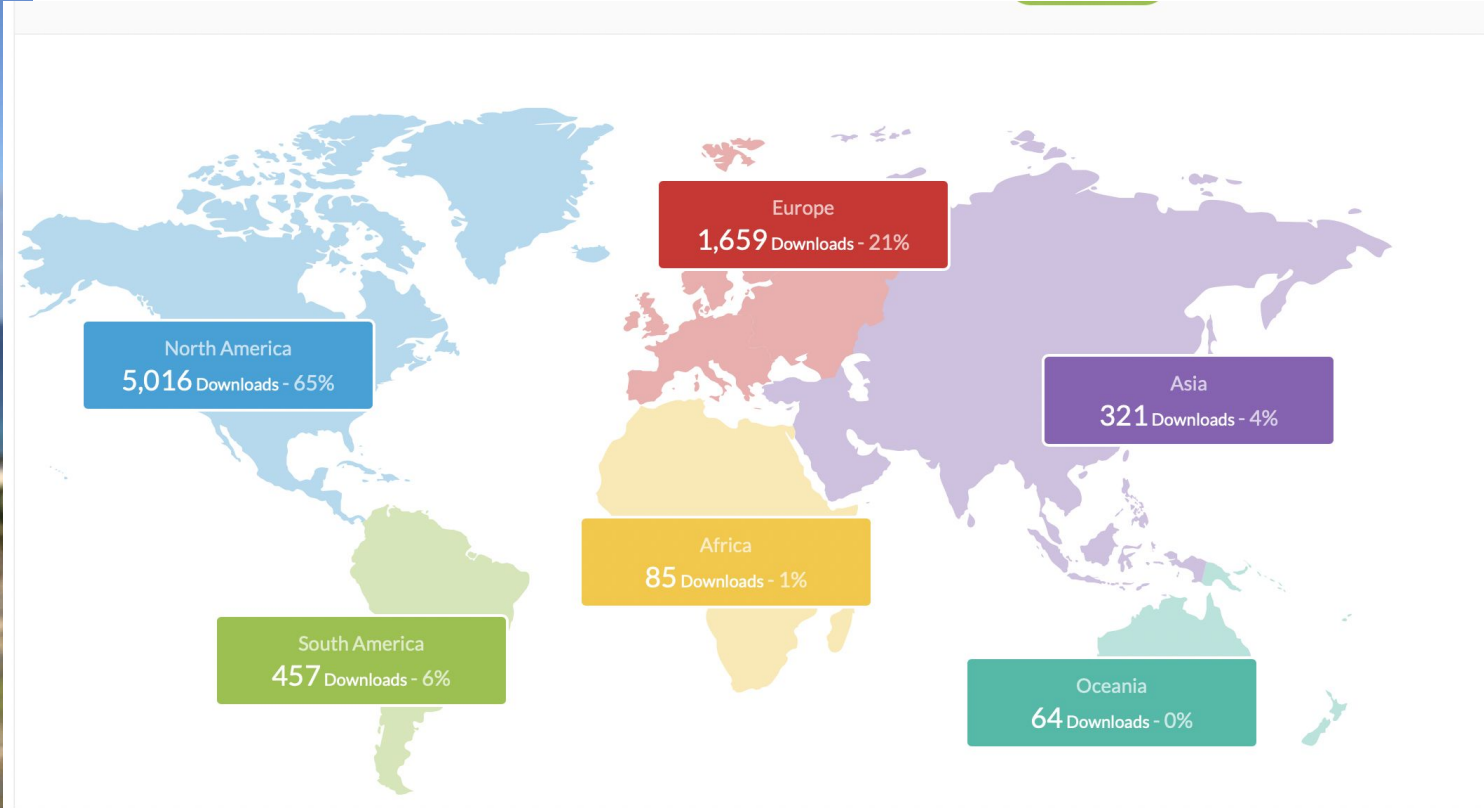 Europe
1,659 Downloads - 21%
North America
5,016 Downloads - 65%
Asia
321 Downloads - 4%
Africa
85 Downloads - 1%
South America
457 Downloads - 6%
Oceania
64 Downloads - 0%